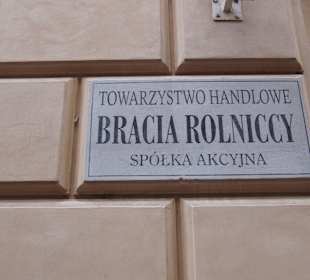 TOWARZYSTWO HANDLOWE
BRACIA ROLNICCY
SPÓŁKA AKCYJNA